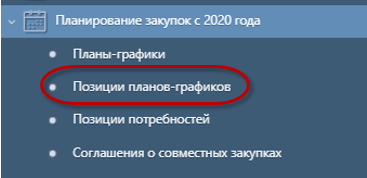 Планирование закупок с 2020 года
Планы-графики
Позиции планов-графиков
Позиции потребностей
Соглашения о совместных закупках